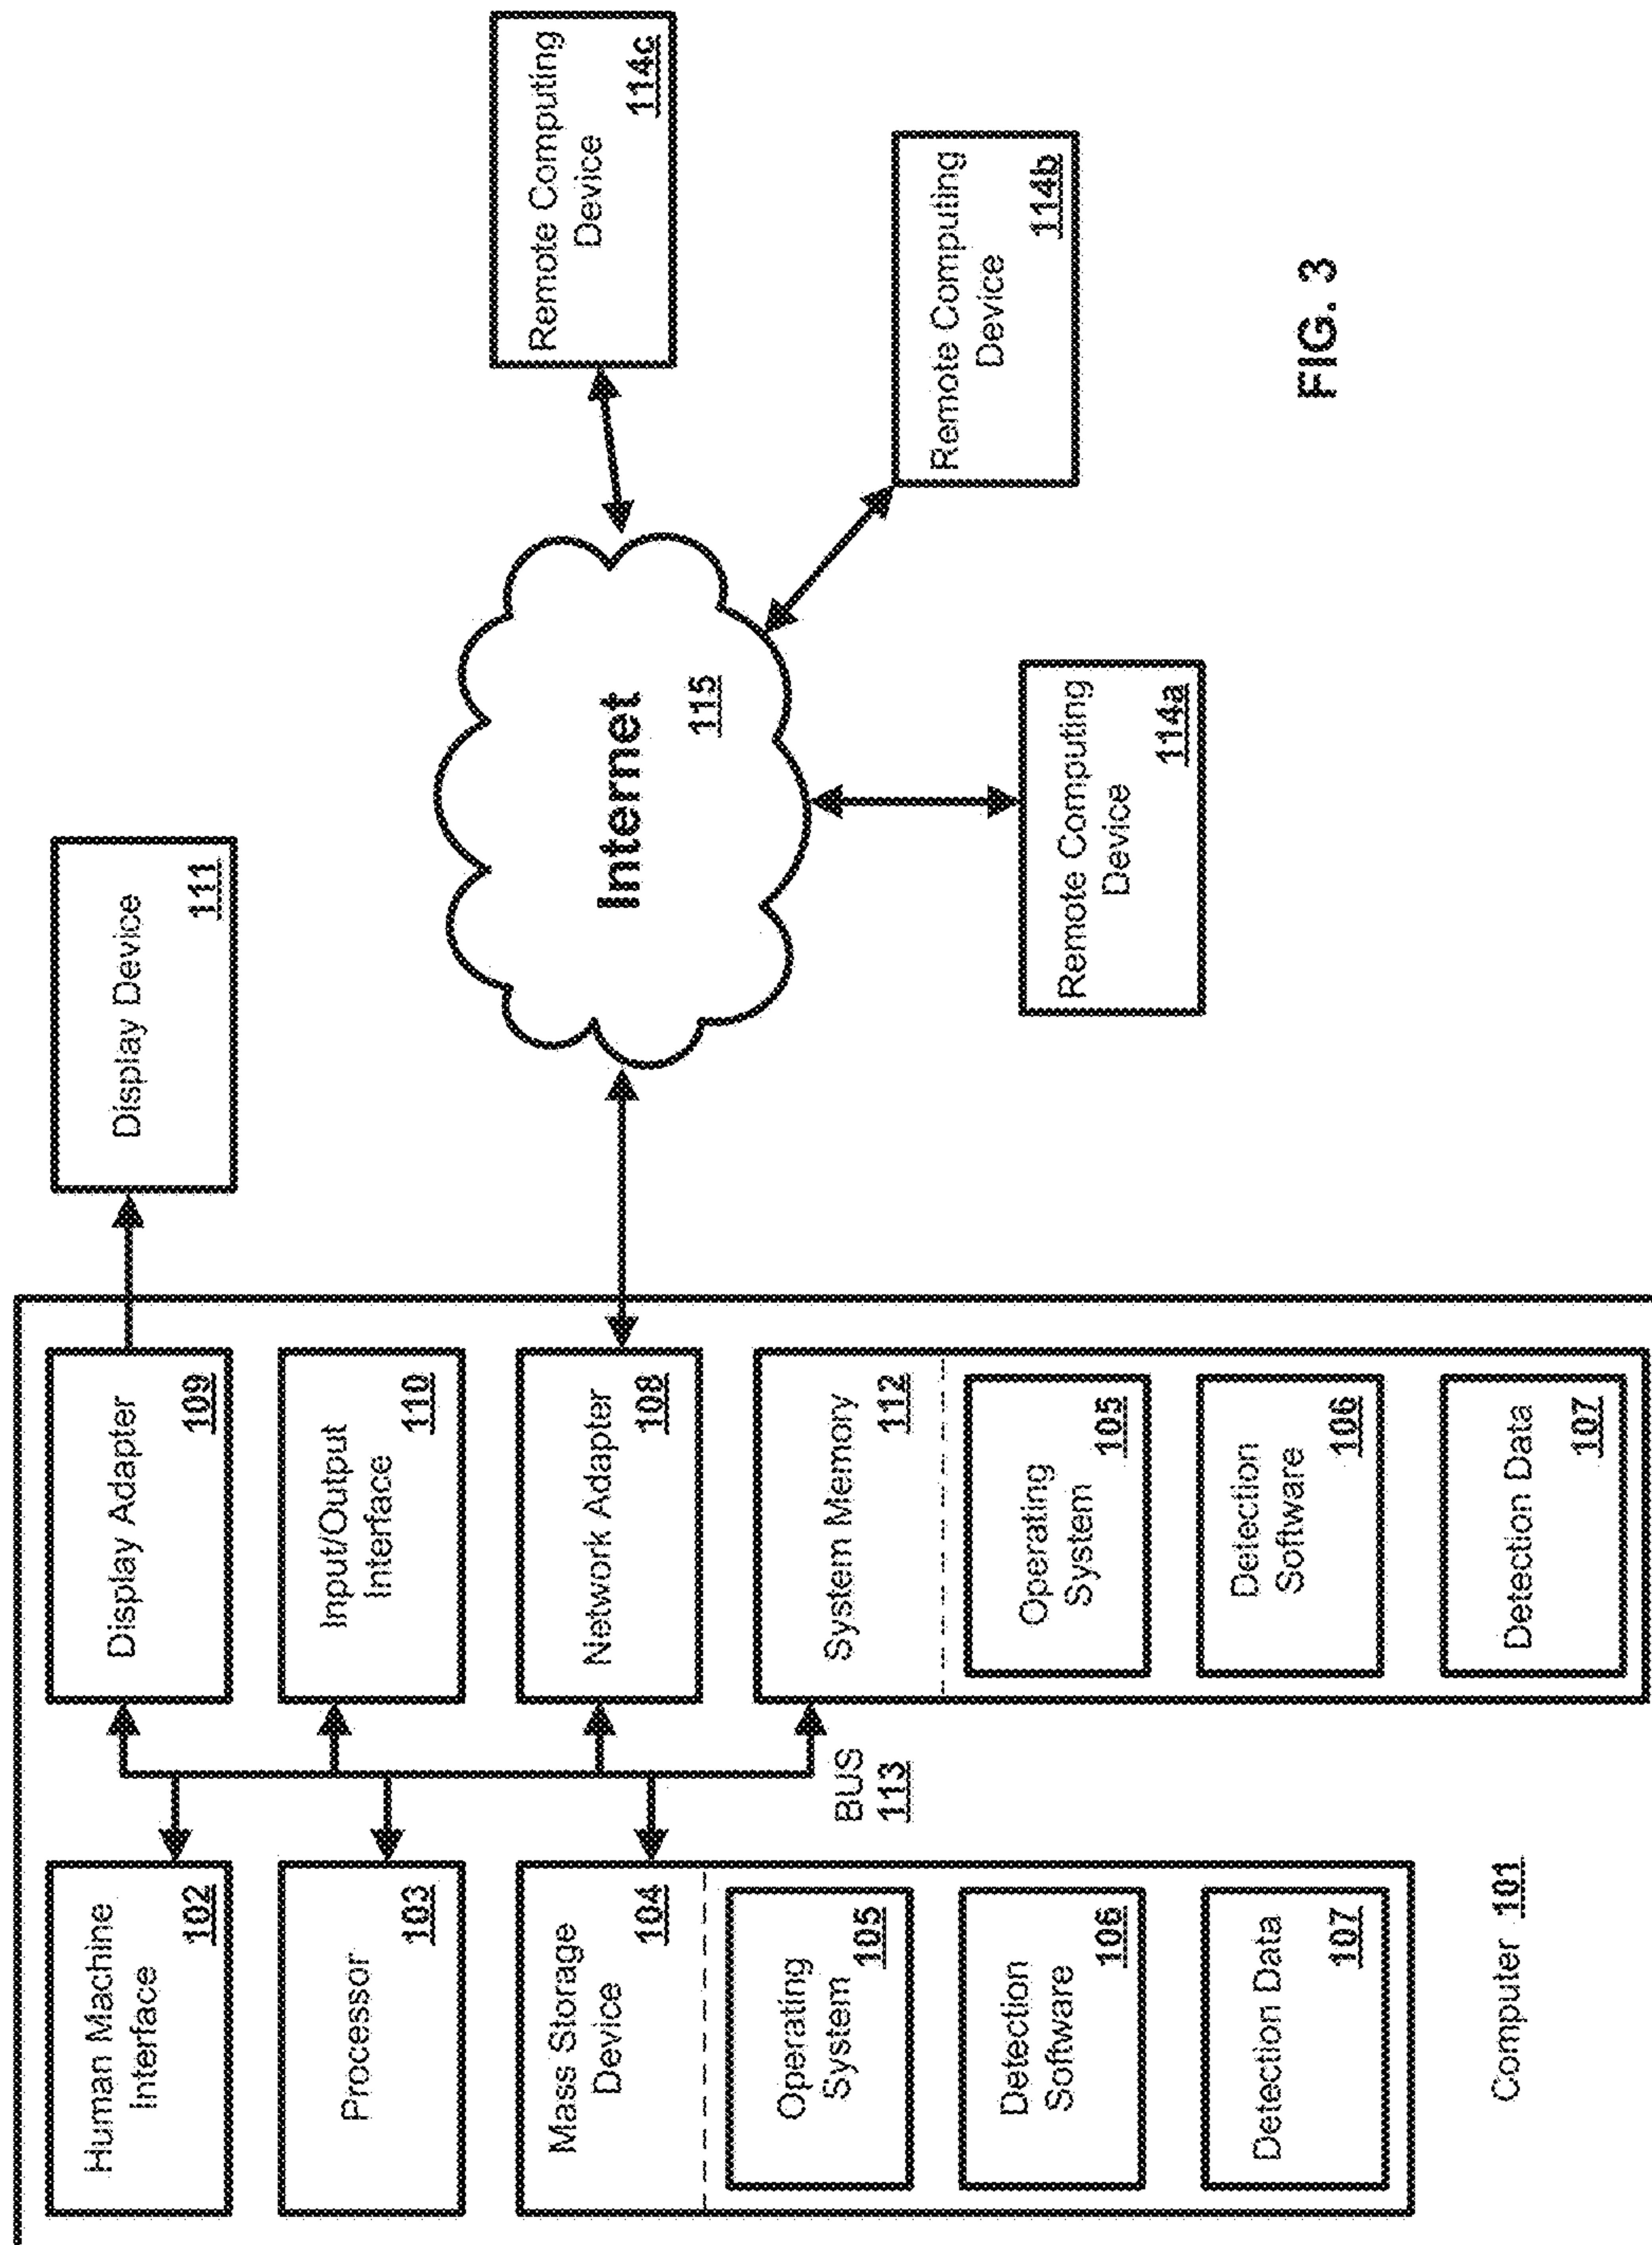 Human Machine
Interface
102
Processor
103
Mass Storage
Device
104
Operating
System
105
Detection
Software
106
Detection Data
107
Computer 101
BUS
113
Display Adapter
109
Input/Output
Interface
110
Network Adapter
108
System Memory
112
Operating
System
105
Detection
Software
106
Detection Data
107
Display Device
111
Internet
115
Remote Computing
Device
114a
Remote Computing
Device
114b
Remote Computing
Device
114c
FIG. 3